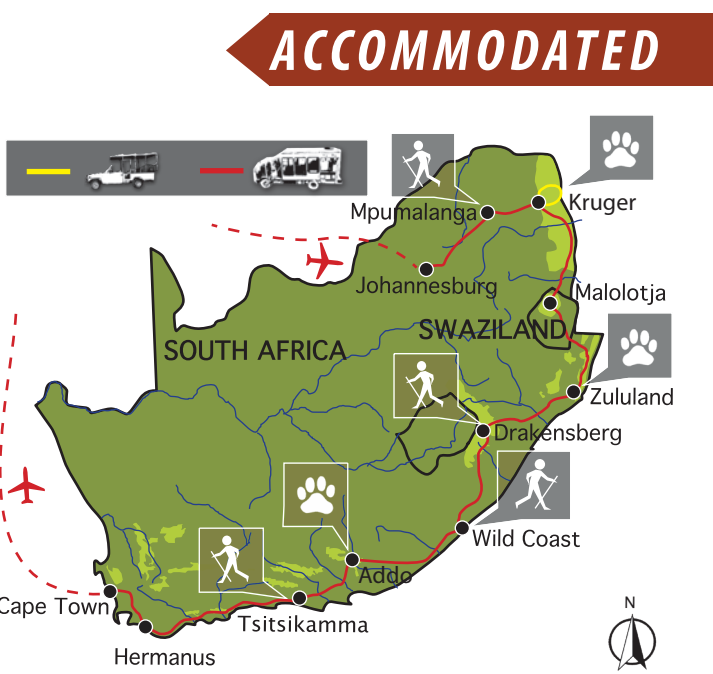 ACCOMMODATED
Mpumalanga
Kruger
Johannesburg
Malolotja
SWAZILAND
SOUTH AFRICA
Zululand
Drakensberg
Wild Coast
Addo
Cape Town
Tsitsikamma
Hermanus
N